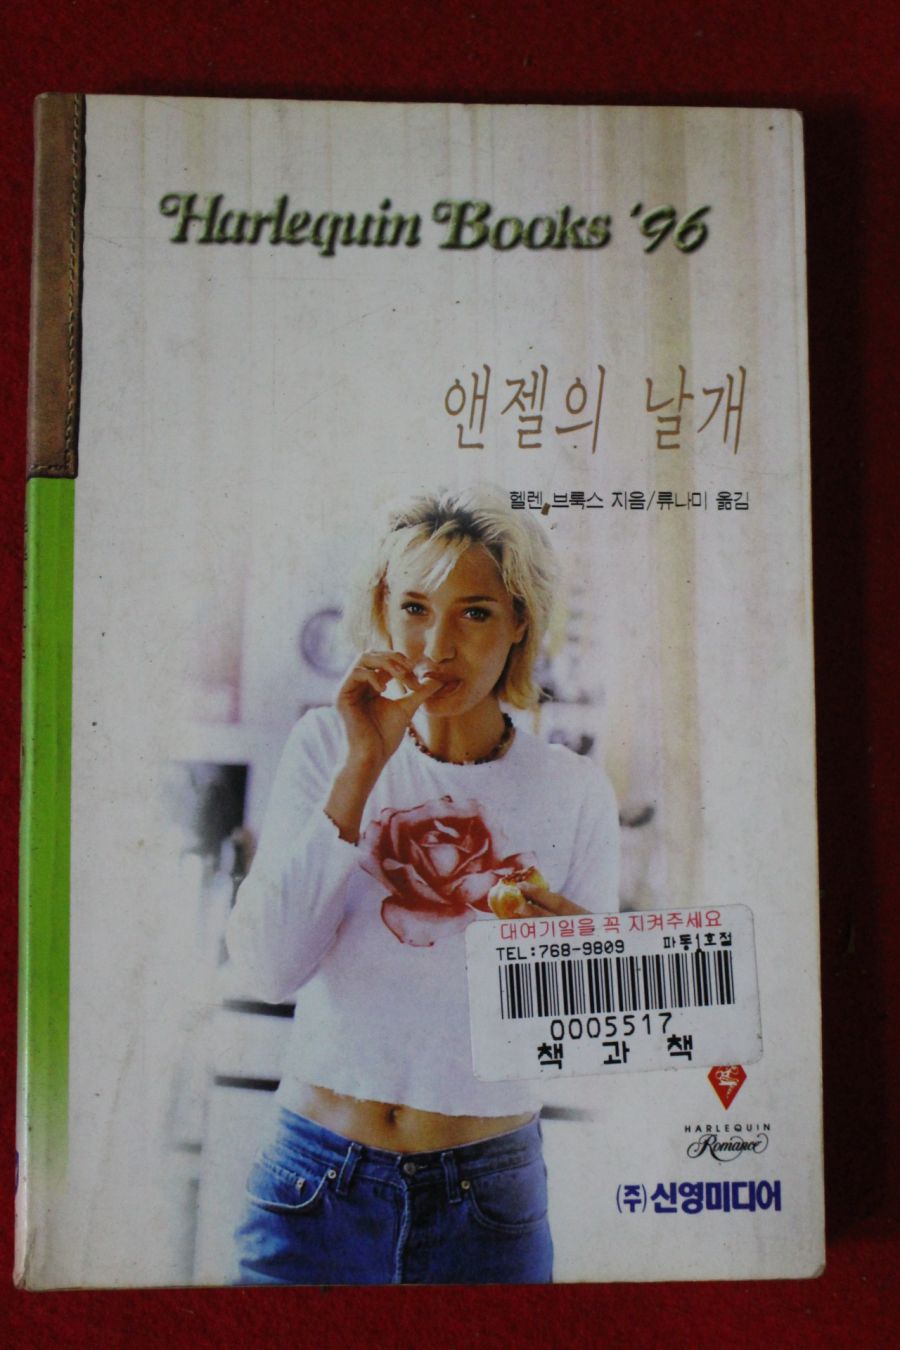 Harlequin Books '96
앤젤의 날개
헬렌 브룩스 지음/류나미 옮김
대여기일을 꼭 지켜주세요
TEL:768-9809 파동1호점
0005517
책 과 책
HARLEQUIN
Romance
(주)신영미디어